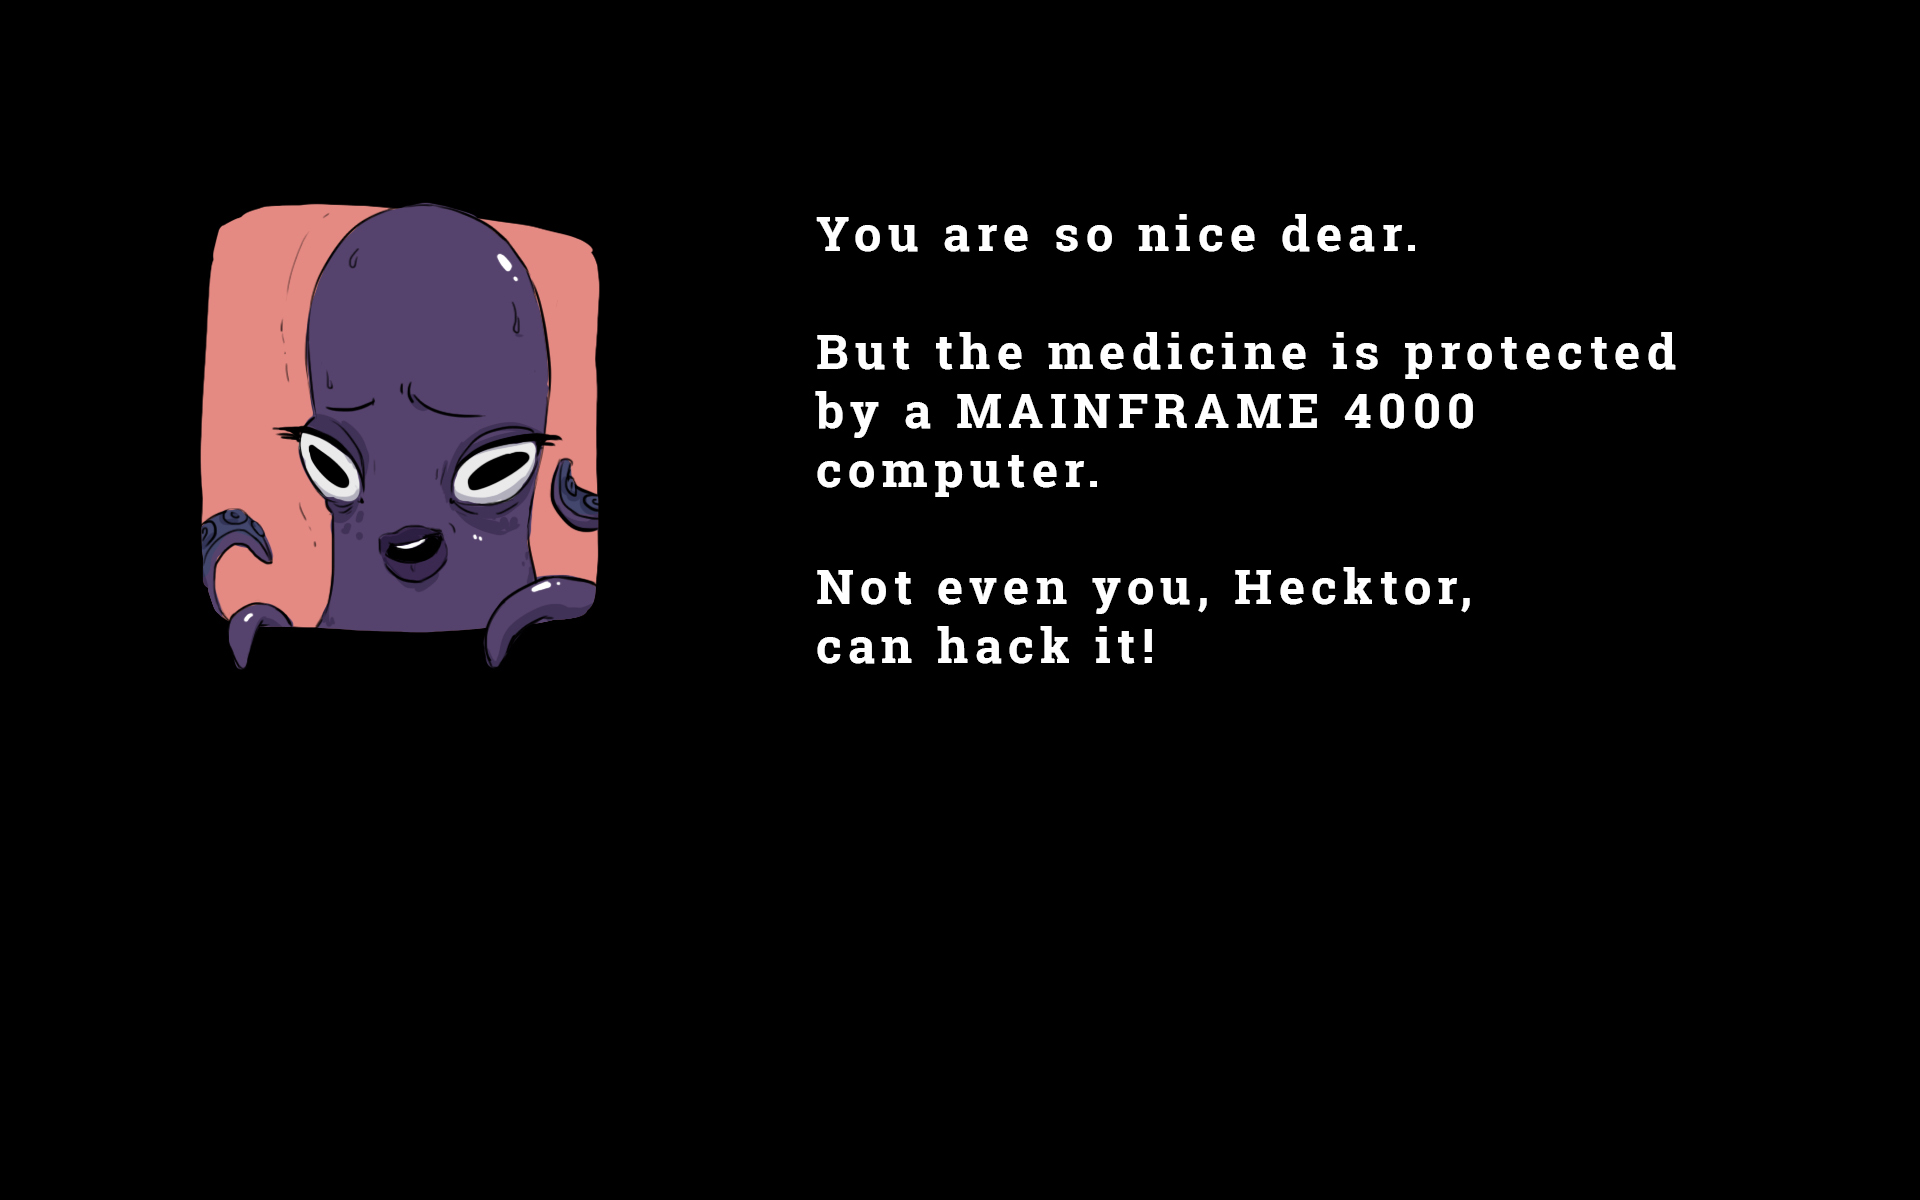 You are so nice dear.
But the medicine is protected
by a MAINFRAME 4000
computer.
Not even you, Hecktor,
can hack it!